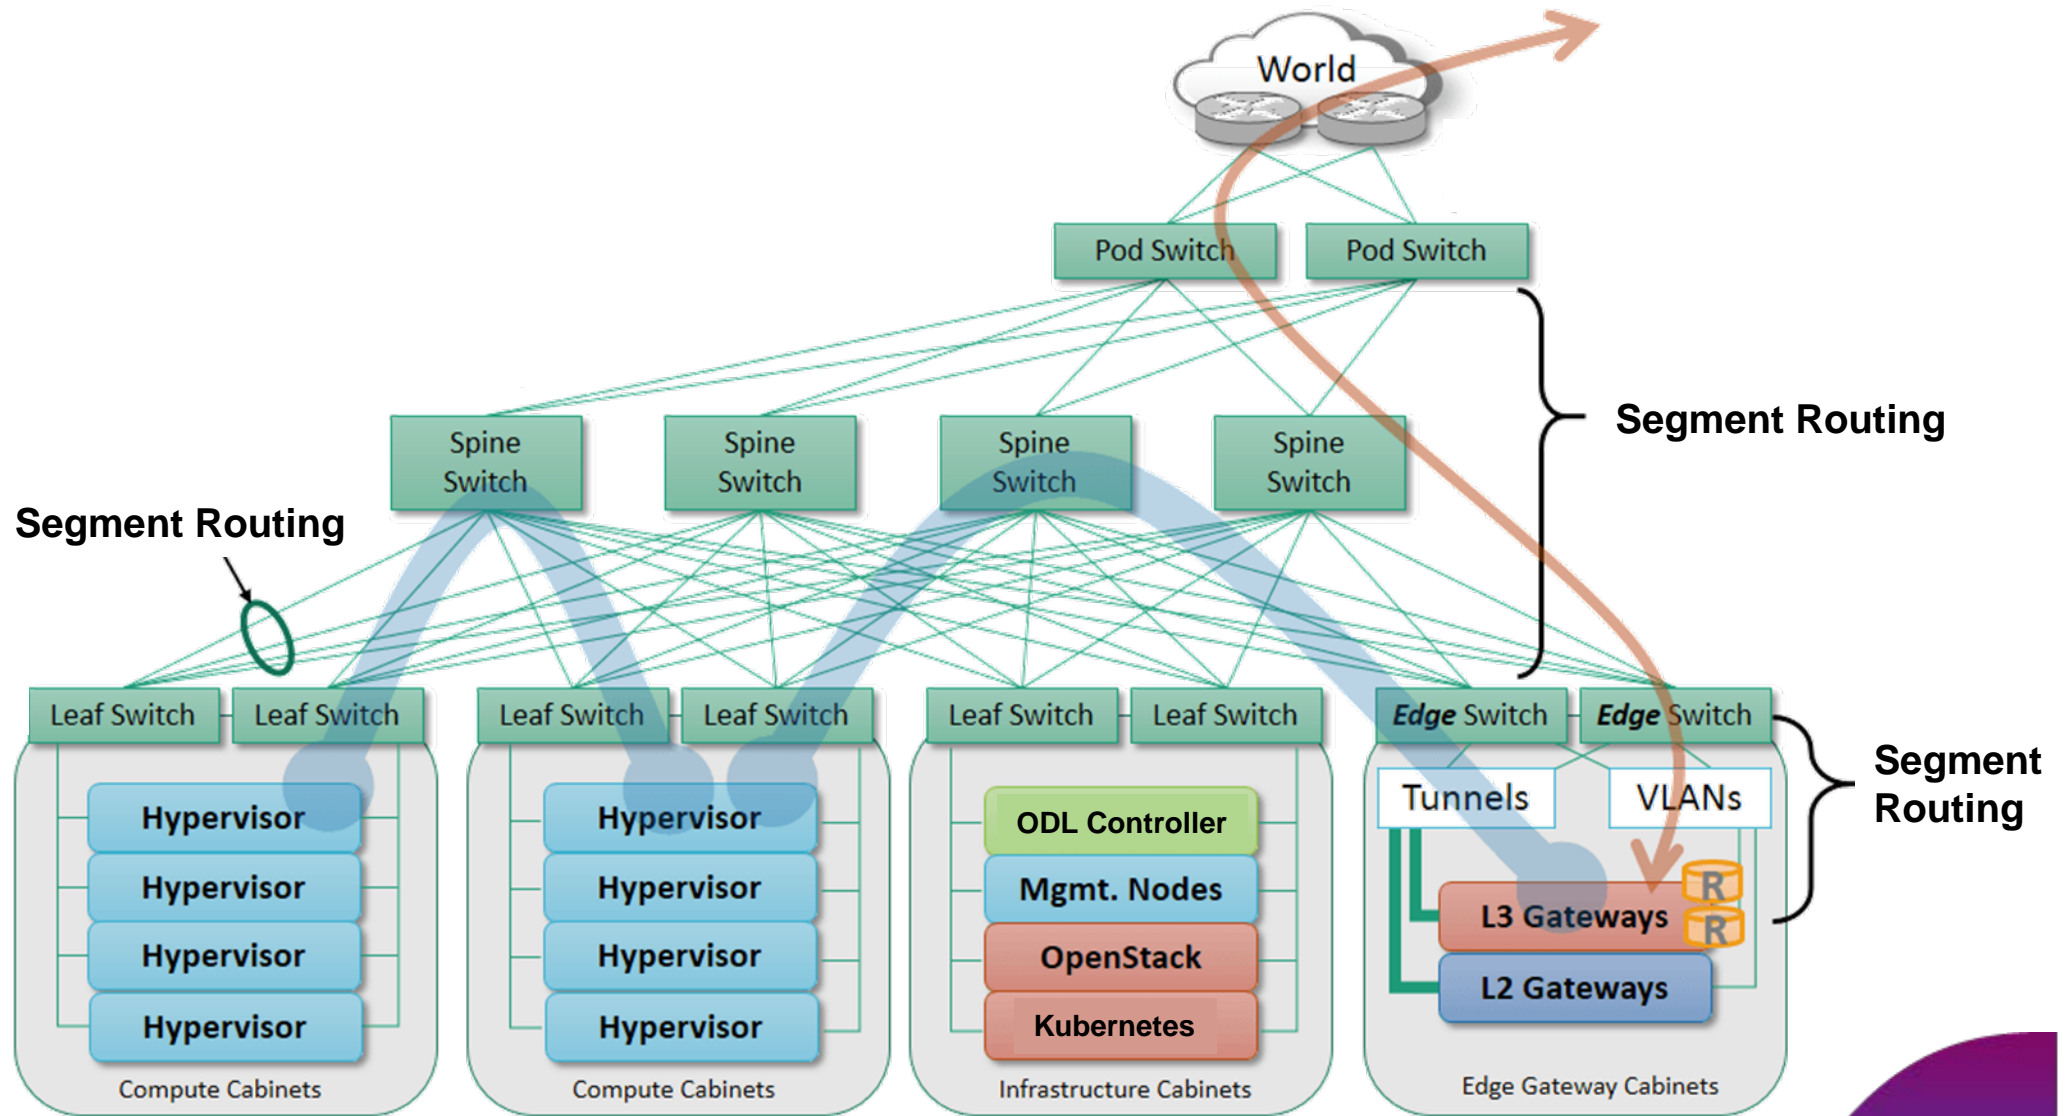 World
Pod Switch
Pod Switch
Segment Routing
Spine
Switch
Spine
Switch
Spine
Switch
Spine
Switch
Segment Routing
Leaf Switch
Leaf Switch
Leaf Switch
Leaf Switch
Leaf Switch
Leaf Switch
Edge Switch
Edge Switch
Segment
Routing
Hypervisor
Hypervisor
Hypervisor
Hypervisor
Compute Cabinets
Hypervisor
Hypervisor
Hypervisor
Hypervisor
Compute Cabinets
ODL Controller
Mgmt. Nodes
OpenStack
Kubernetes
Infrastructure Cabinets
Tunnels
VLANs
R
L3 Gateways
R
L2 Gateways
Edge Gateway Cabinets